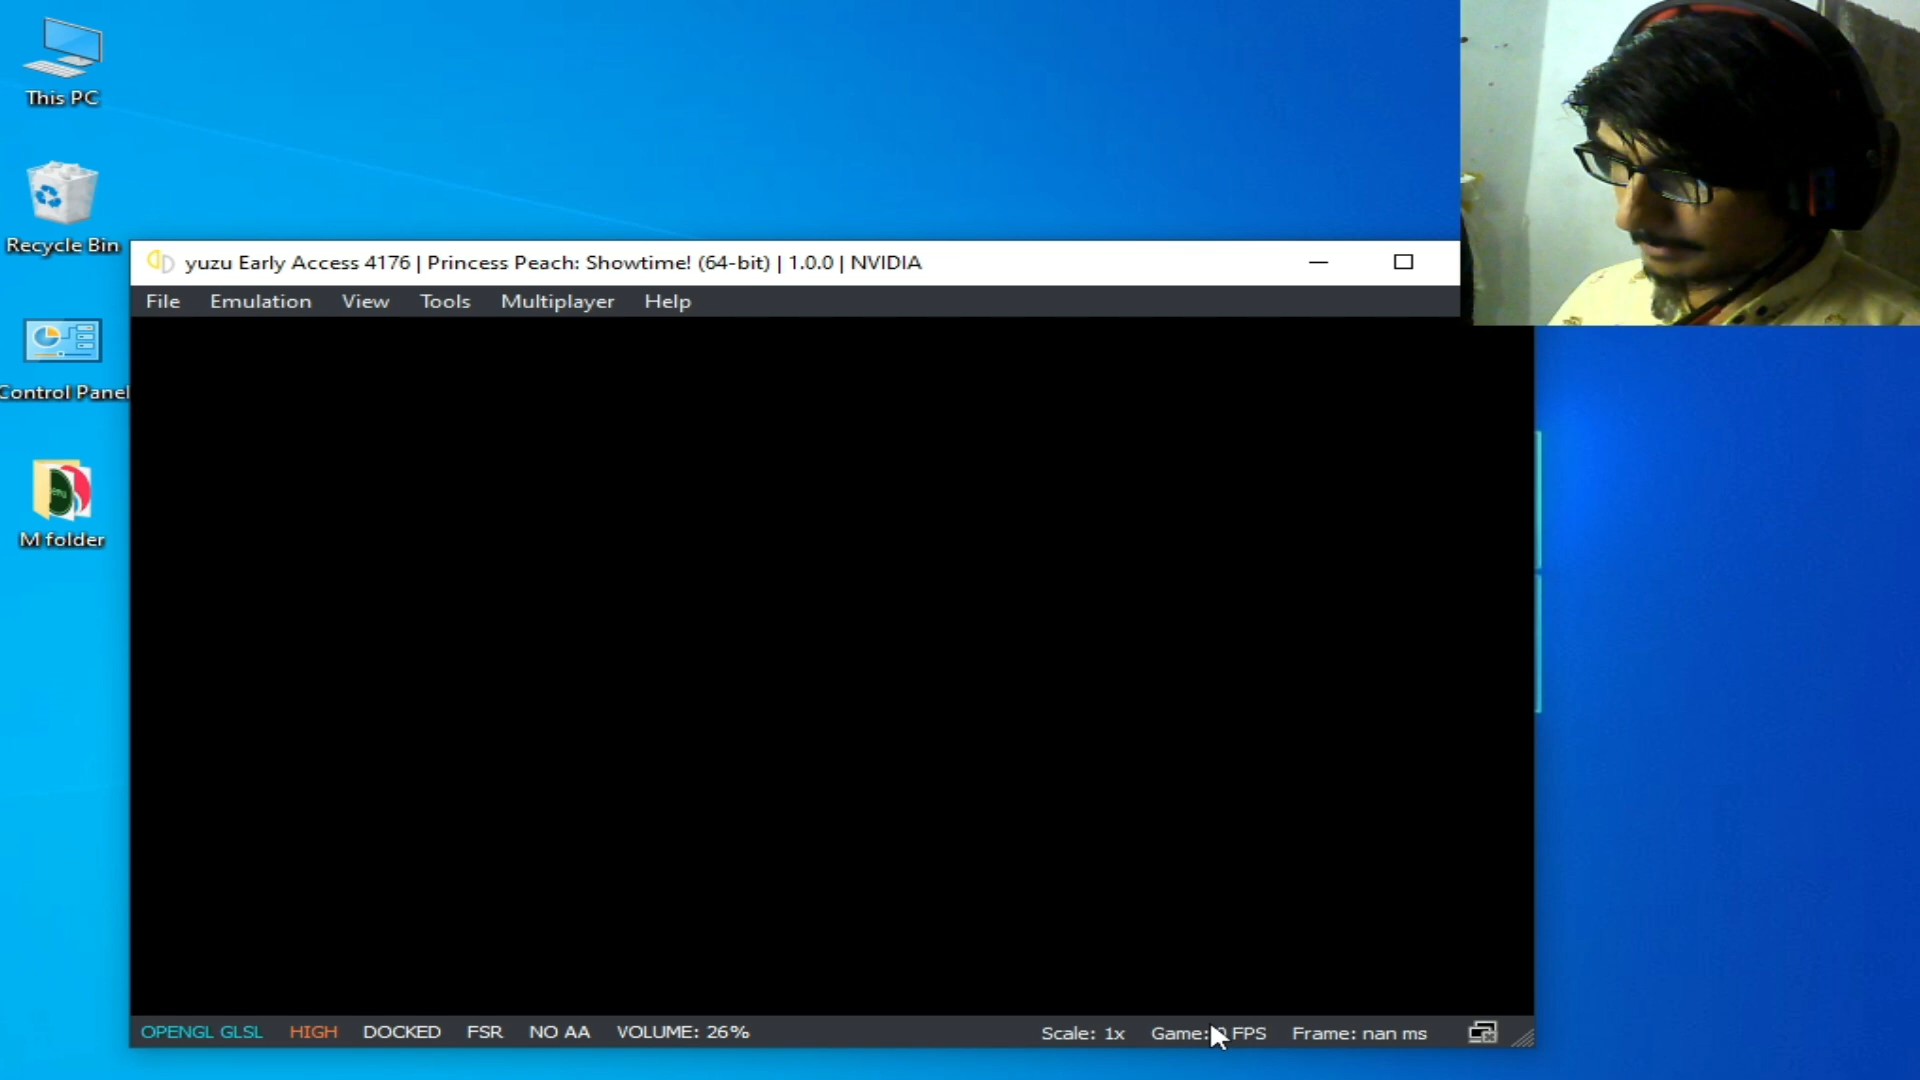 This PC
Recycle Bin
Control Panel
M folder
yuzu Early Access 4176 | Princess Peach: Showtime! (64-bit) | 1.0.0 | NVIDIA
File Emulation View Tools Multiplayer Help
OPENGL GLSL HIGH DOCKED FSR NO AA VOLUME: 26% Scale: 1x Game: FPS Frame: nan ms